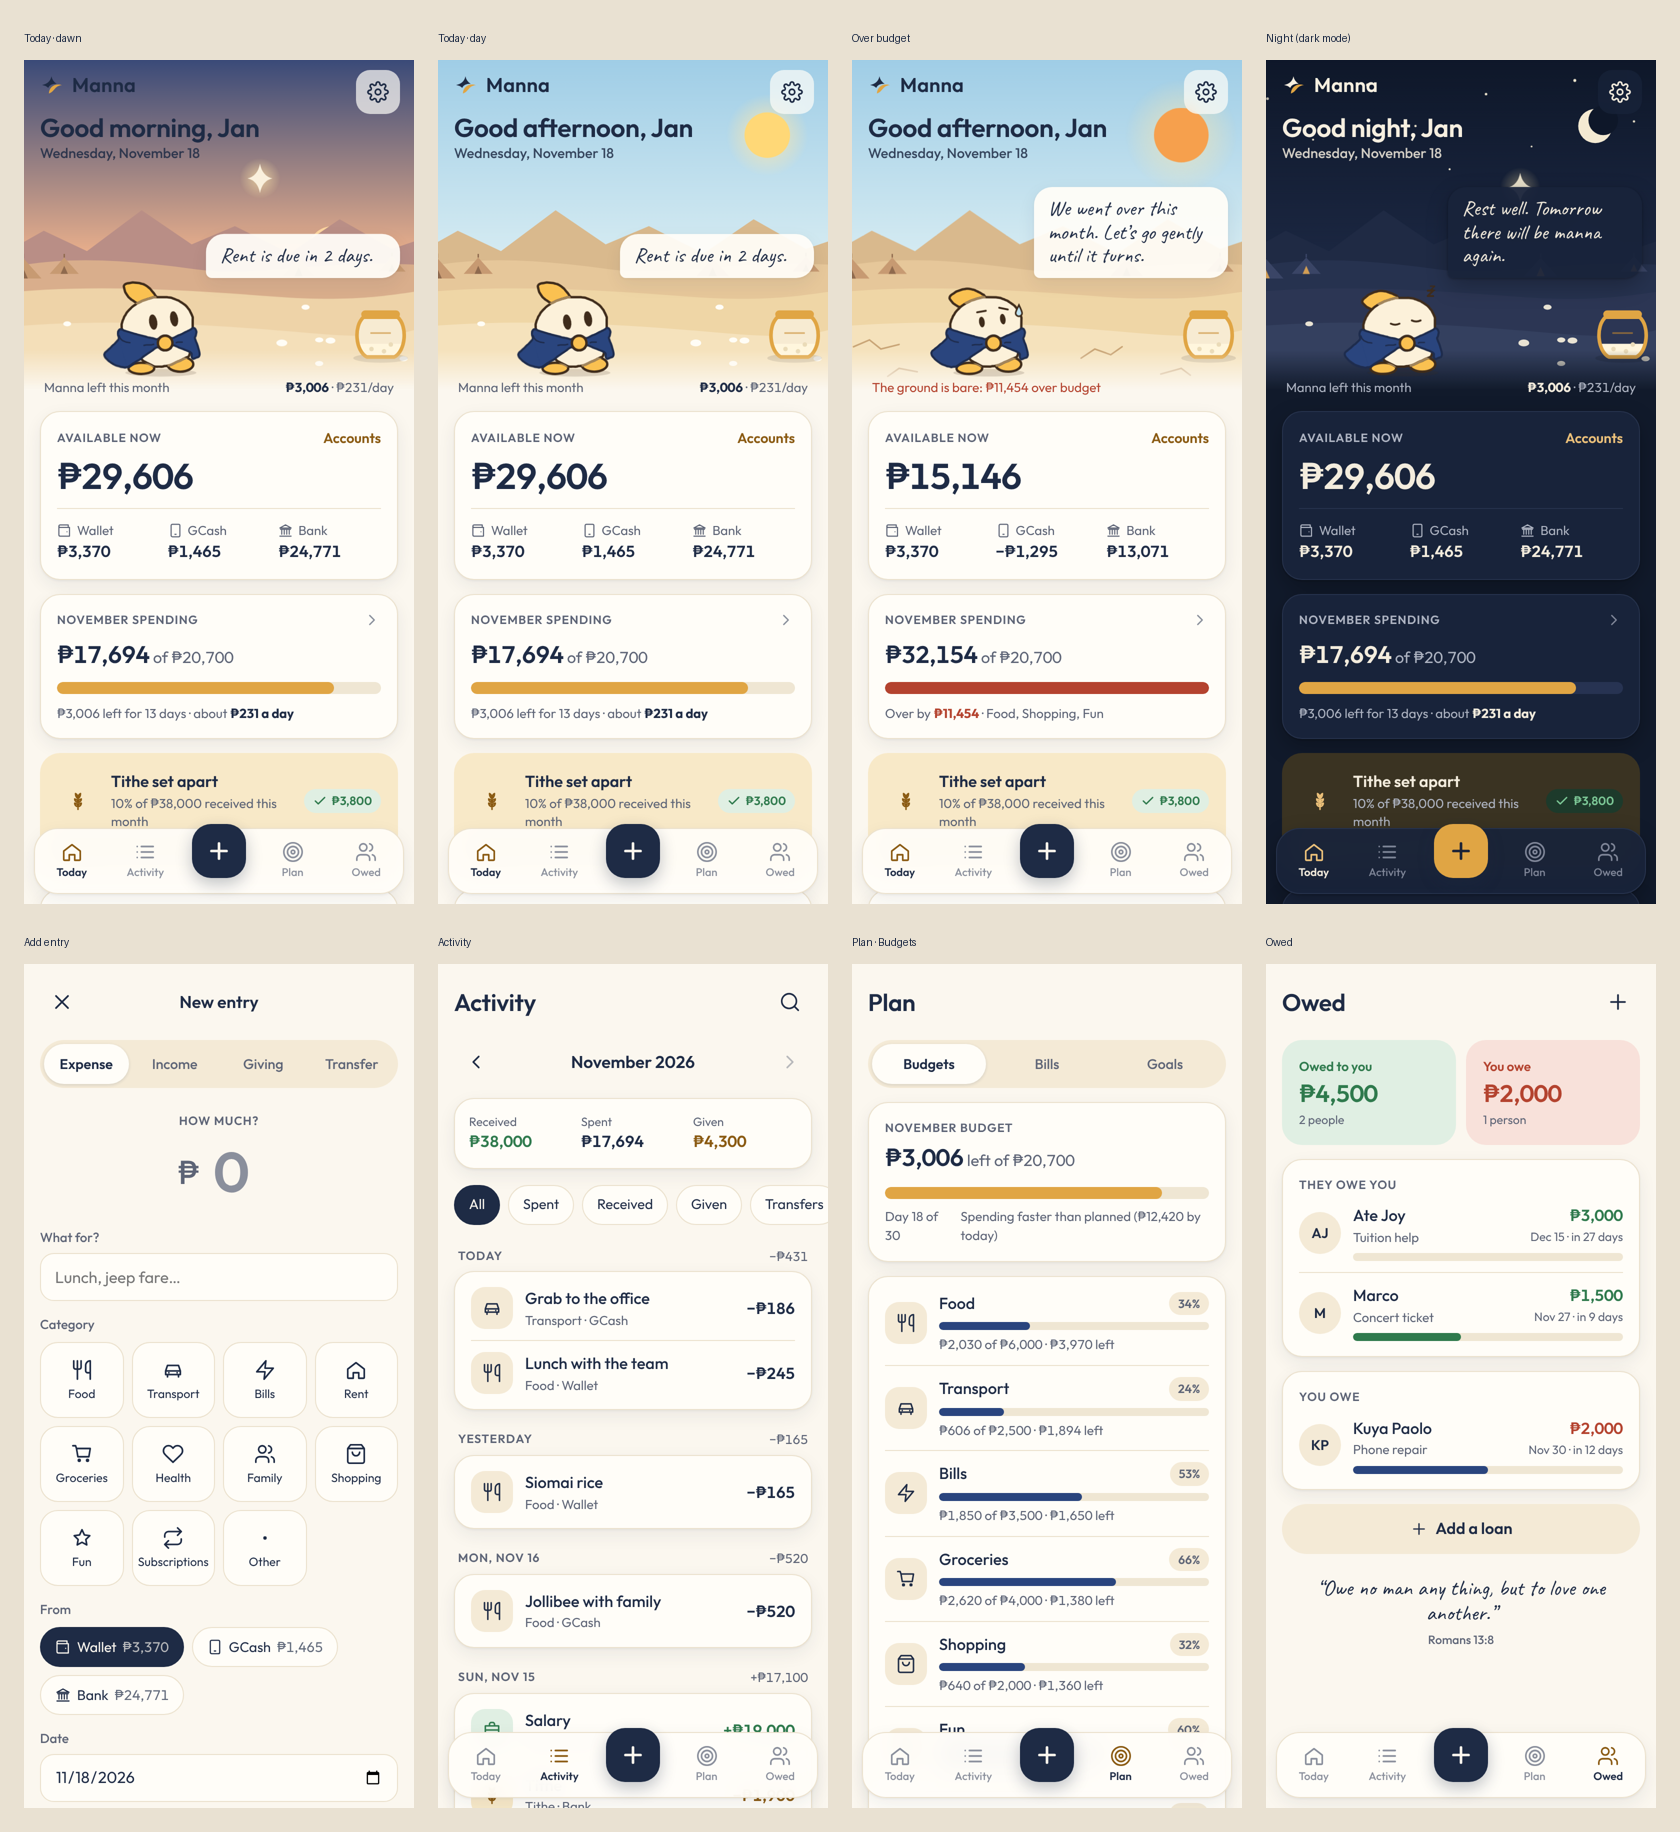 Today · dawn
Manna
Good morning, Jan
Wednesday, November 18
Rent is due in 2 days.
Manna left this month
₱3,006 · ₱231/day
AVAILABLE NOW
Accounts
₱29,606
Wallet
GCash
Bank
₱3,370
₱1,465
₱24,771
NOVEMBER SPENDING
₱17,694 of ₱20,700
₱3,006 left for 13 days · about ₱231 a day
Tithe set apart
10% of ₱38,000 received this
month
₱3,800
Today
Activity
Plan
Owed
Today · day
Manna
Good afternoon, Jan
Wednesday, November 18
Rent is due in 2 days.
Manna left this month
₱3,006 · ₱231/day
AVAILABLE NOW
Accounts
₱29,606
Wallet
GCash
Bank
₱3,370
₱1,465
₱24,771
NOVEMBER SPENDING
₱17,694 of ₱20,700
₱3,006 left for 13 days · about ₱231 a day
Tithe set apart
10% of ₱38,000 received this
month
₱3,800
Today
Activity
Plan
Owed
Over budget
Manna
Good afternoon, Jan
Wednesday, November 18
We went over this
month. Let's go gently
until it turns.
The ground is bare: ₱11,454 over budget
AVAILABLE NOW
Accounts
₱15,146
Wallet
GCash
Bank
₱3,370
−₱1,295
₱13,071
NOVEMBER SPENDING
₱32,154 of ₱20,700
Over by ₱11,454 · Food, Shopping, Fun
Tithe set apart
10% of ₱38,000 received this
month
₱3,800
Today
Activity
Plan
Owed
Night (dark mode)
Manna
Good night, Jan
Wednesday, November 18
Rest well. Tomorrow
there will be manna
again.
Manna left this month
₱3,006 · ₱231/day
AVAILABLE NOW
Accounts
₱29,606
Wallet
GCash
Bank
₱3,370
₱1,465
₱24,771
NOVEMBER SPENDING
₱17,694 of ₱20,700
₱3,006 left for 13 days · about ₱231 a day
Tithe set apart
10% of ₱38,000 received this
month
₱3,800
Today
Activity
Plan
Owed
Add entry
New entry
Expense
Income
Giving
Transfer
HOW MUCH?
₱ 0
What for?
Lunch, jeep fare...
Category
Food
Transport
Bills
Rent
Groceries
Health
Family
Shopping
Fun
Subscriptions
Other
From
Wallet ₱3,370
GCash ₱1,465
Bank ₱24,771
Date
11/18/2026
Activity
Activity
November 2026
Received
Spent
Given
₱38,000
₱17,694
₱4,300
All
Spent
Received
Given
Transfers
TODAY
−₱431
Grab to the office
Transport · GCash
−₱186
Lunch with the team
Food · Wallet
−₱245
YESTERDAY
−₱165
Siomai rice
Food · Wallet
−₱165
MON, NOV 16
−₱520
Jollibee with family
Food · GCash
−₱520
SUN, NOV 15
+₱17,100
Salary
+₱19,000
Today
Activity
Plan
Owed
Tithe · Bank
Plan · Budgets
Plan
Budgets
Bills
Goals
NOVEMBER BUDGET
₱3,006 left of ₱20,700
Day 18 of
30
Spending faster than planned (₱12,420 by
today)
Food
34%
₱2,030 of ₱6,000 · ₱3,970 left
Transport
24%
₱606 of ₱2,500 · ₱1,894 left
Bills
53%
₱1,850 of ₱3,500 · ₱1,650 left
Groceries
66%
₱2,620 of ₱4,000 · ₱1,380 left
Shopping
32%
₱640 of ₱2,000 · ₱1,360 left
Fun
60%
Today
Activity
Plan
Owed
Owed
Owed
Owed to you
₱4,500
2 people
You owe
₱2,000
1 person
THEY OWE YOU
AJ
Ate Joy
₱3,000
Tuition help
Dec 15 · in 27 days
M
Marco
₱1,500
Concert ticket
Nov 27 · in 9 days
YOU OWE
KP
Kuya Paolo
₱2,000
Phone repair
Nov 30 · in 12 days
Add a loan
“Owe no man any thing, but to love one
another.”
Romans 13:8
Today
Activity
Plan
Owed